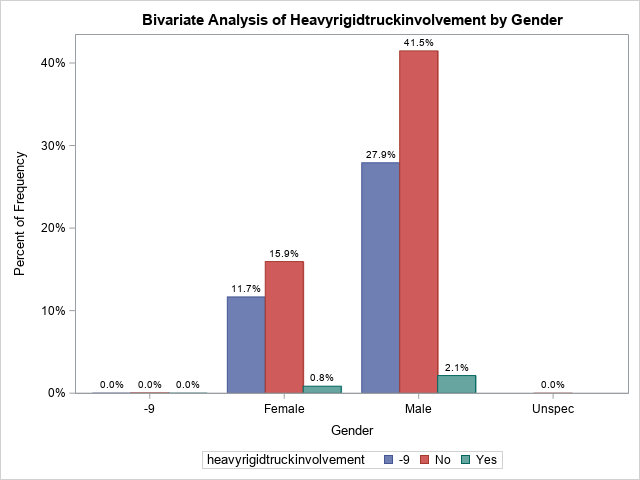 Bivariate Analysis of Heavyrigidtruckinvolvement by Gender
Percent of Frequency
40%
30%
20%
10%
0%
0.0% 0.0% 0.0%
11.7% 15.9% 0.8%
27.9% 41.5% 2.1%
0.0%
-9 Female Male Unspec
Gender
heavyrigidtruckinvolvement -9 No Yes